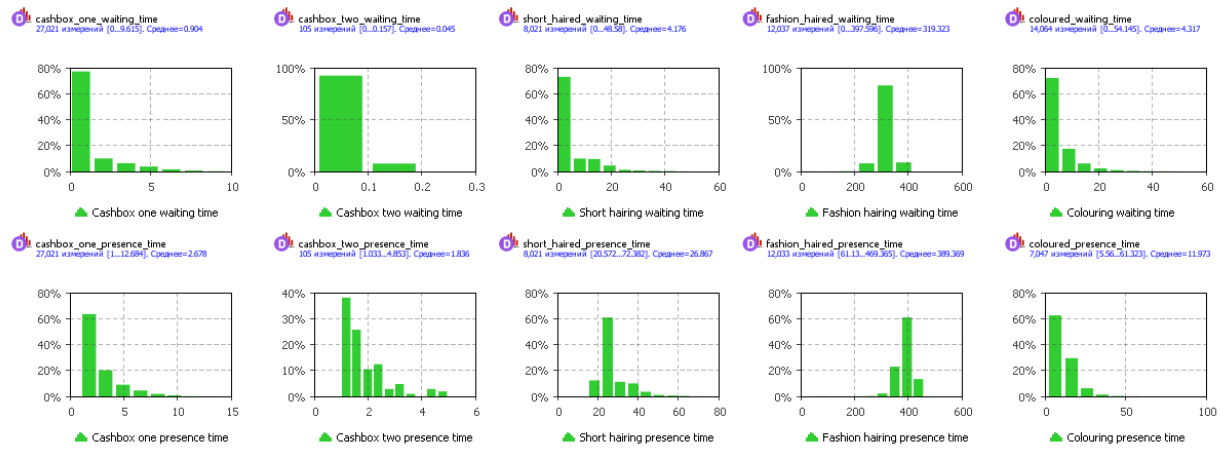 cashbox_one_waiting_time
27,021 измерений [0...9.615]. Среднее=0.904
80%
60%
40%
20%
0%
0 5 10
Cashbox one waiting time
cashbox_two_waiting_time
105 измерений [0...0.157]. Среднее=0.045
100%
50%
0%
0 0.1 0.2 0.3
Cashbox two waiting time
short_haired_waiting_time
8,021 измерений [0...48.58]. Среднее=4.176
80%
60%
40%
20%
0%
0 20 40 60
Short hairing waiting time
fashion_haired_waiting_time
12,037 измерений [0...397.596]. Среднее=319.323
100%
50%
0%
0 200 400 600
Fashion hairing waiting time
coloured_waiting_time
14,064 измерений [0...54.145]. Среднее=4.317
80%
60%
40%
20%
0%
0 20 40 60
Colouring waiting time
cashbox_one_presence_time
27,021 измерений [1...12.684]. Среднее=2.678
80%
60%
40%
20%
0%
0 5 10 15
Cashbox one presence time
cashbox_two_presence_time
105 измерений [1.033...4.853]. Среднее=1.836
40%
30%
20%
10%
0%
0 2 4 6
Cashbox two presence time
short_haired_presence_time
8,021 измерений [20.572...72.382]. Среднее=26.867
80%
60%
40%
20%
0%
0 20 40 60 80
Short hairing presence time
fashion_haired_presence_time
12,033 измерений [61.13...469.365]. Среднее=389.369
80%
60%
40%
20%
0%
0 200 400 600
Fashion hairing presence time
coloured_presence_time
7,047 измерений [5.56...61.323]. Среднее=11.973
80%
60%
40%
20%
0%
0 50 100
Colouring presence time